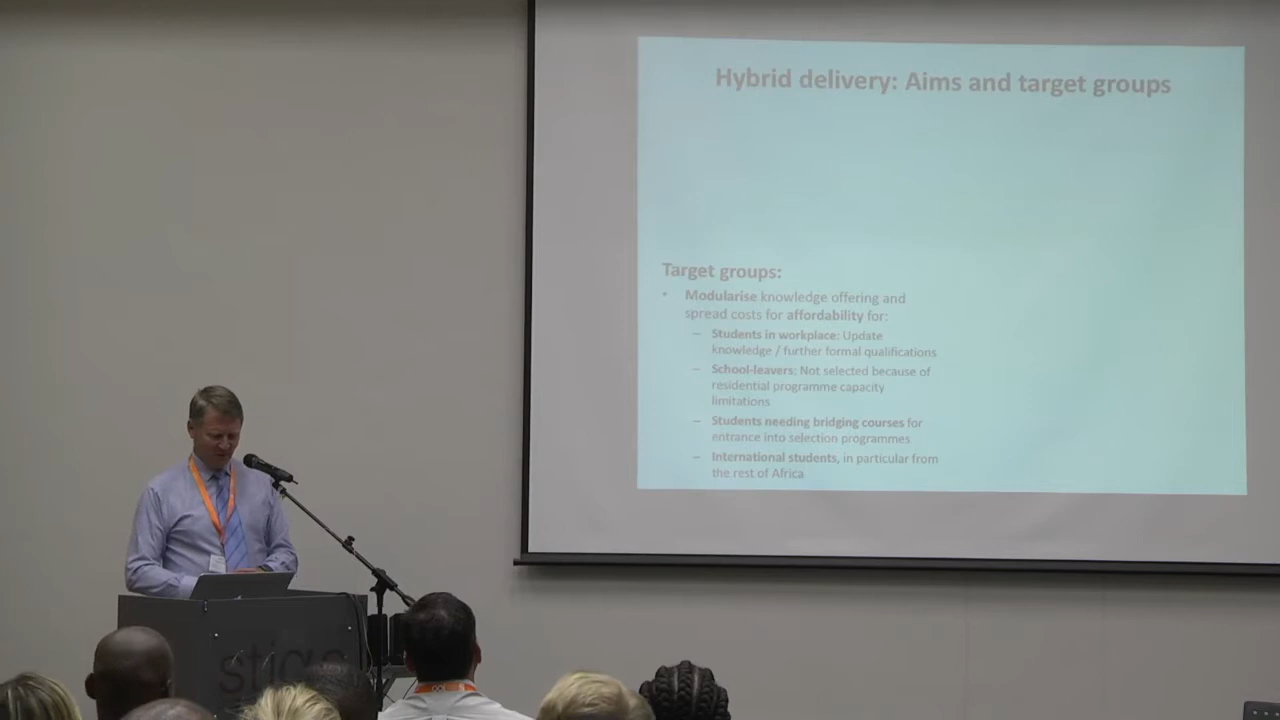 Hybrid delivery: Aims and target groups
Target groups:
• Modularise knowledge offering and
spread costs for affordability for:
– Students in workplace: Update
knowledge / further formal qualifications
– School-leavers: Not selected because of
residential programme capacity
limitations
– Students needing bridging courses for
entrance into selection programmes
– International students, in particular from
the rest of Africa